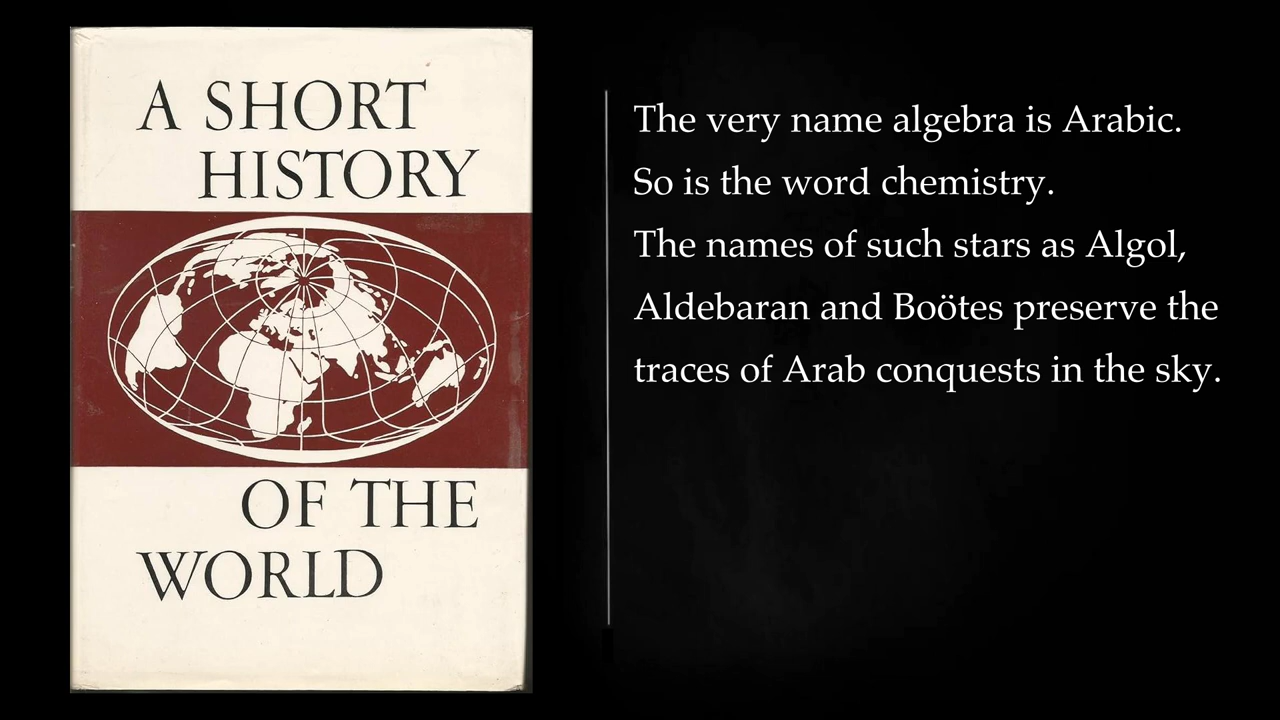 A SHORT
HISTORY
OF THE
WORLD
The very name algebra is Arabic.
So is the word chemistry.
The names of such stars as Algol,
Aldebaran and Boötes preserve the
traces of Arab conquests in the sky.